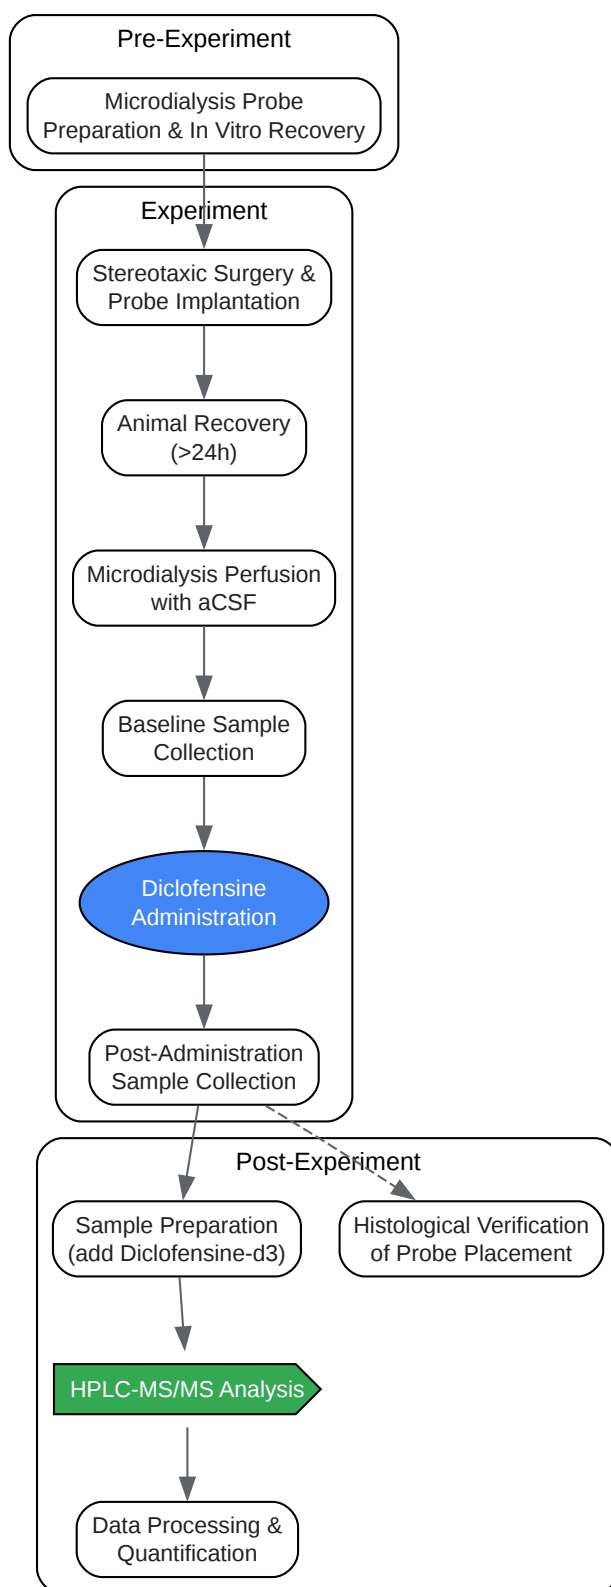 Pre-Experiment
Microdialysis Probe
Preparation & In Vitro Recovery
Experiment
Stereotaxic Surgery &
Probe Implantation
Animal Recovery
(>24h)
Microdialysis Perfusion
with aCSF
Baseline Sample
Collection
Diclofensine
Administration
Post-Administration
Sample Collection
Post-Experiment
Sample Preparation
(add Diclofensine-d3)
Histological Verification
of Probe Placement
HPLC-MS/MS Analysis
Data Processing &
Quantification